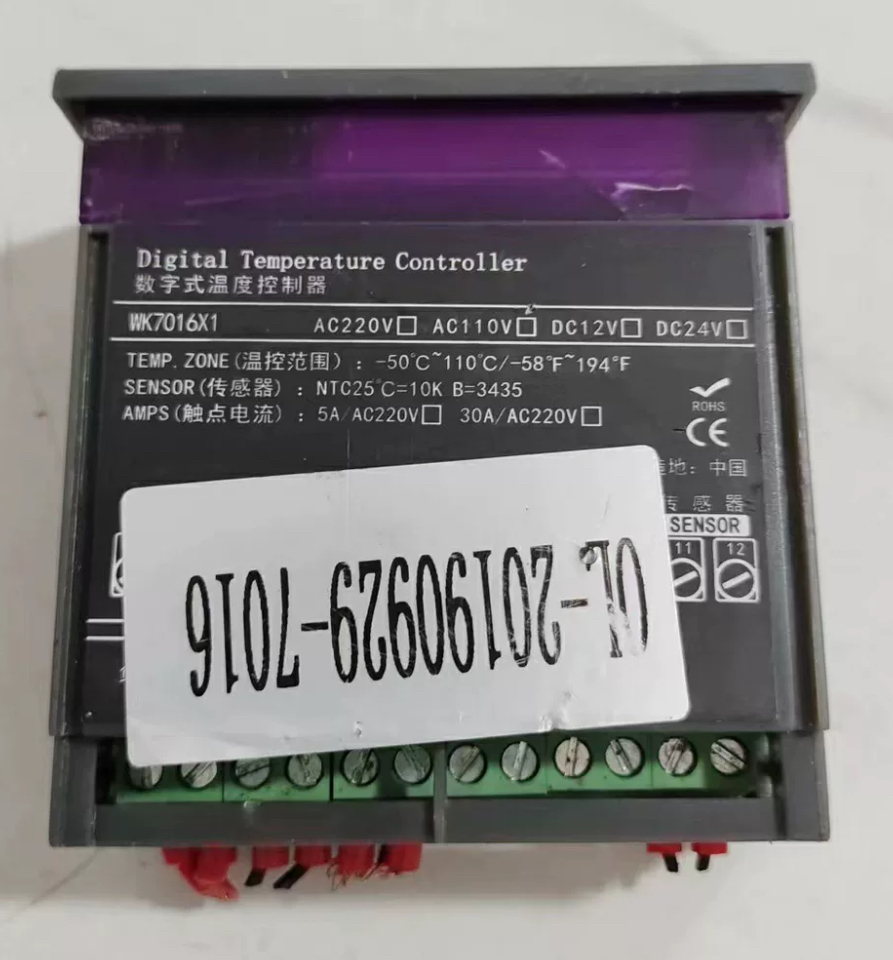 Digital Temperature Controller
数字式温度控制器
WK7016X1 AC220V□ AC110V□ DC12V□ DC24V□
TEMP. ZONE(温控范围)：-50℃~110℃/-58℉~194℉
SENSOR(传感器)：NTC25℃=10K B=3435
AMPS(触点电流)：5A/AC220V□ 30A/AC220V□
ROHS
CE
地：中国
传感器
SENSOR
11 12
OL-20190929-7016